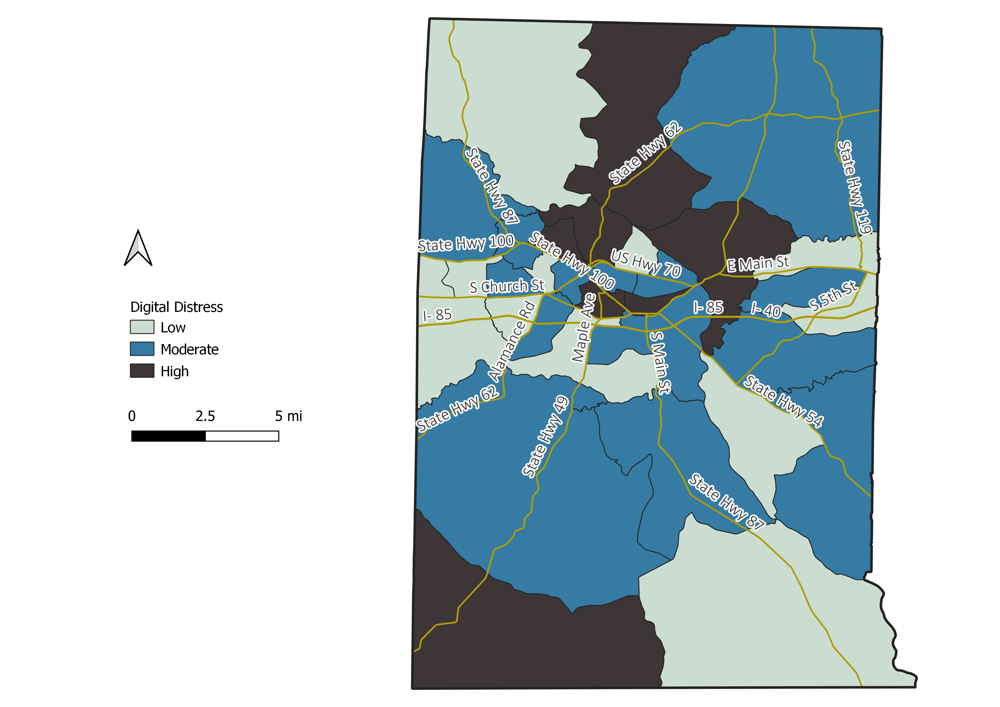 State Hwy 62
State Hwy 119
State Hwy 87
State Hwy 100
State Hwy 100
US Hwy 70
E Main St
S Church St
S 5th St
I- 85
I- 85
I- 40
Alamance Rd
Maple Ave
S Main St
State Hwy 62
State Hwy 49
State Hwy 54
State Hwy 87
Digital Distress
Low
Moderate
High
0 2.5 5 mi